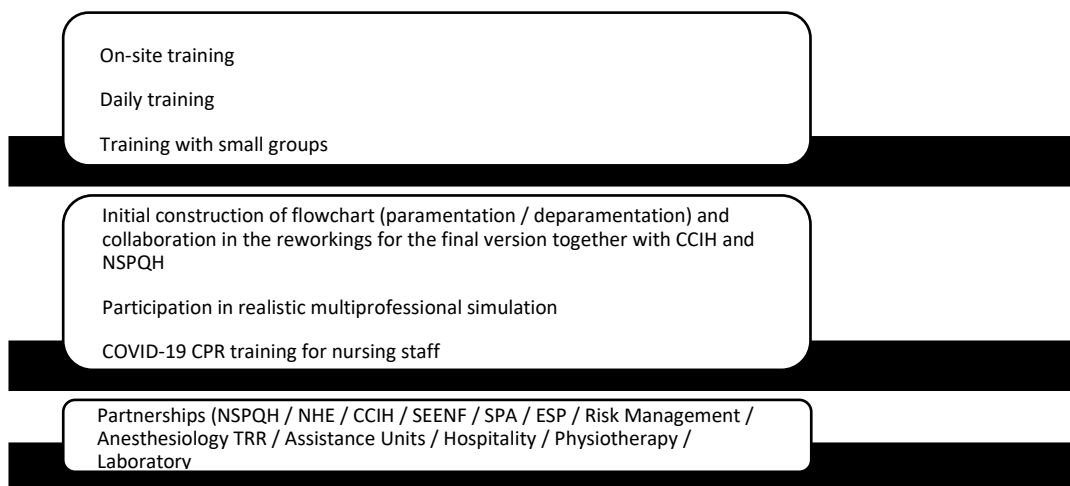 On-site training
Daily training
Training with small groups
Initial construction of flowchart (paramentation / deparamentation) and
collaboration in the reworkings for the final version together with CCIH and
NSPQH
Participation in realistic multiprofessional simulation
COVID-19 CPR training for nursing staff
Partnerships (NSPQH / NHE / CCIH / SEENF / SPA / ESP / Risk Management /
Anesthesiology TRR / Assistance Units / Hospitality / Physiotherapy /
Laboratory